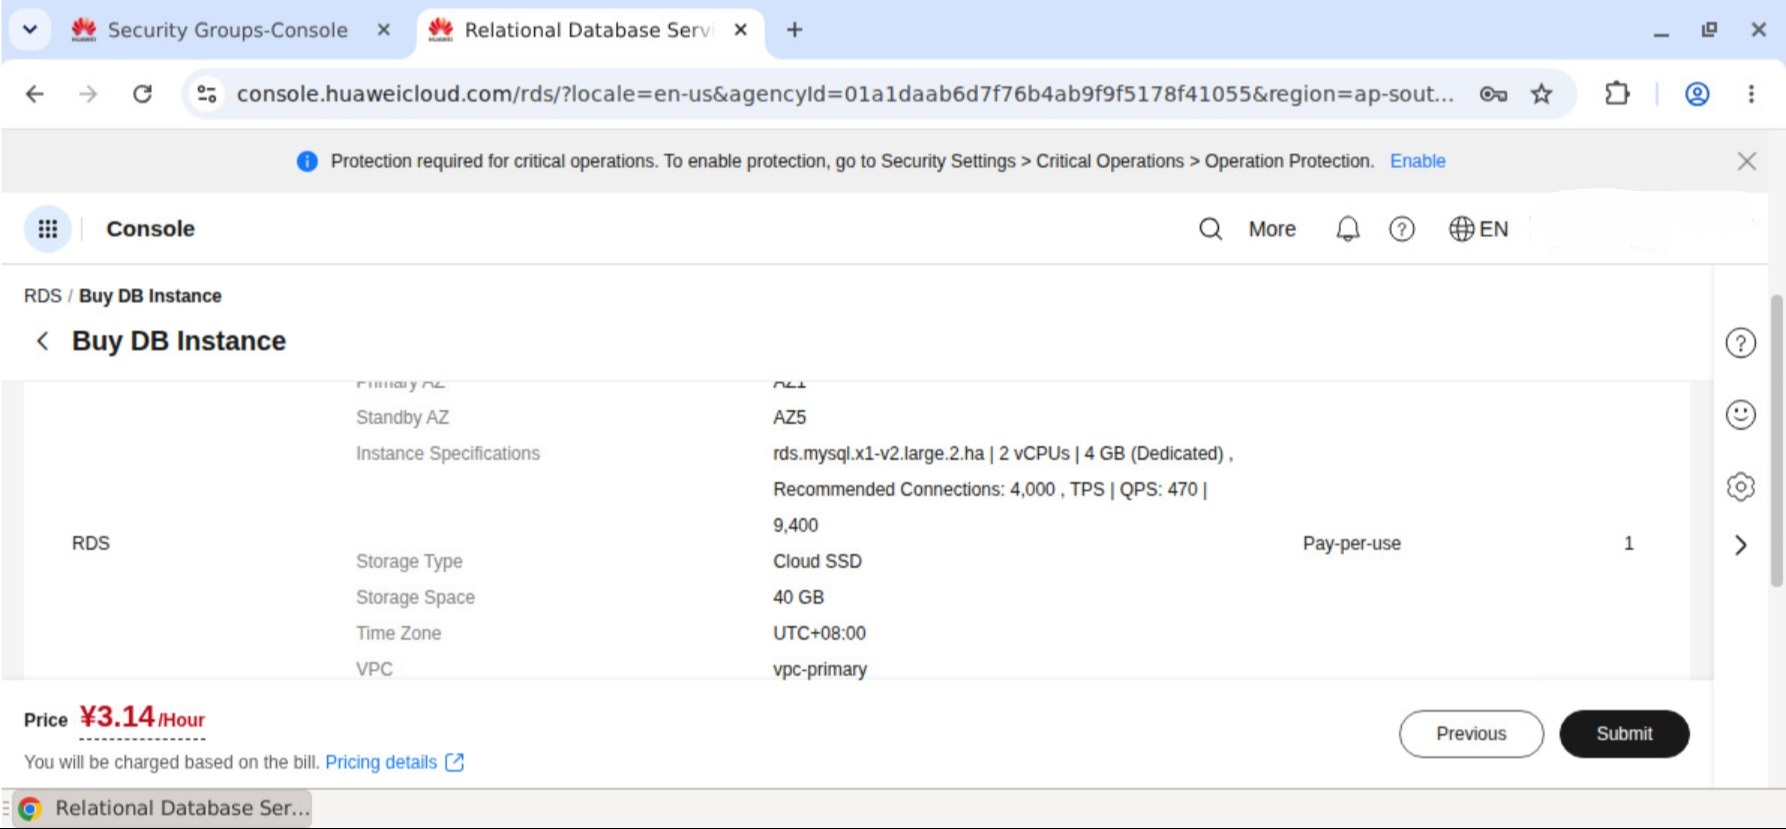 Security Groups-Console
Relational Database Servi
console.huaweicloud.com/rds/?locale=en-us&agencyId=01a1daab6d7f76b4ab9f9f5178f41055&region=ap-sout...
Protection required for critical operations. To enable protection, go to Security Settings > Critical Operations > Operation Protection. Enable
Console
More
EN
RDS / Buy DB Instance
Buy DB Instance
Primary AZ AZ1
Standby AZ AZ5
Instance Specifications rds.mysql.x1-v2.large.2.ha | 2 vCPUs | 4 GB (Dedicated) ,
Recommended Connections: 4,000 , TPS | QPS: 470 |
9,400
RDS Pay-per-use 1
Storage Type Cloud SSD
Storage Space 40 GB
Time Zone UTC+08:00
VPC vpc-primary
Price ¥3.14/Hour
Previous
Submit
You will be charged based on the bill. Pricing details
Relational Database Ser...